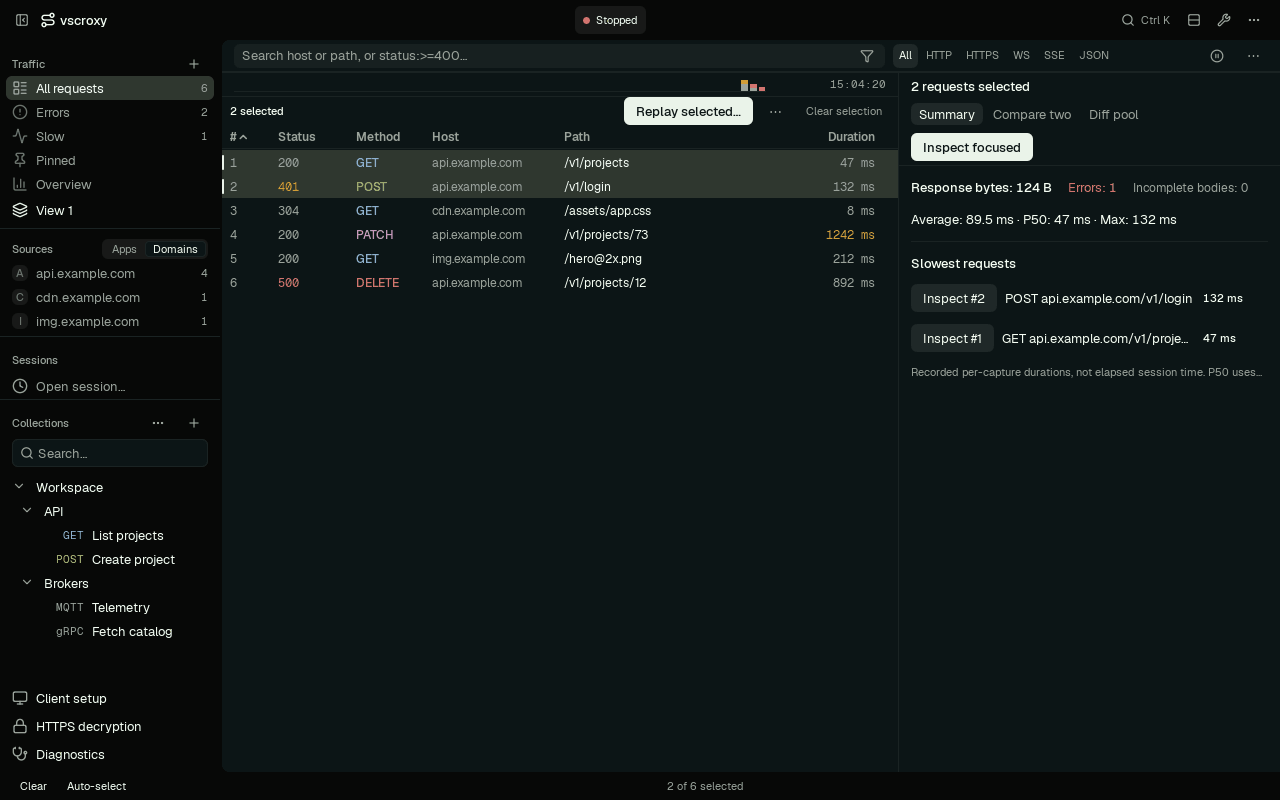 vscroxy
Stopped
Ctrl K
Traffic
All requests 6
Errors 2
Slow 1
Pinned
Overview
View 1
Sources Apps Domains
A api.example.com 4
C cdn.example.com 1
I img.example.com 1
Sessions
Open session...
Collections
Search...
Workspace
API
GET List projects
POST Create project
Brokers
MQTT Telemetry
gRPC Fetch catalog
Client setup
HTTPS decryption
Diagnostics
Clear Auto-select
Search host or path, or status:>=400...
All HTTP HTTPS WS SSE JSON
15:04:20
2 selected Replay selected... Clear selection
# Status Method Host Path Duration
1 200 GET api.example.com /v1/projects 47 ms
2 401 POST api.example.com /v1/login 132 ms
3 304 GET cdn.example.com /assets/app.css 8 ms
4 200 PATCH api.example.com /v1/projects/73 1242 ms
5 200 GET img.example.com /hero@2x.png 212 ms
6 500 DELETE api.example.com /v1/projects/12 892 ms
2 requests selected
Summary Compare two Diff pool
Inspect focused
Response bytes: 124 B Errors: 1 Incomplete bodies: 0
Average: 89.5 ms · P50: 47 ms · Max: 132 ms
Slowest requests
Inspect #2 POST api.example.com/v1/login 132 ms
Inspect #1 GET api.example.com/v1/proje... 47 ms
Recorded per-capture durations, not elapsed session time. P50 uses...
2 of 6 selected